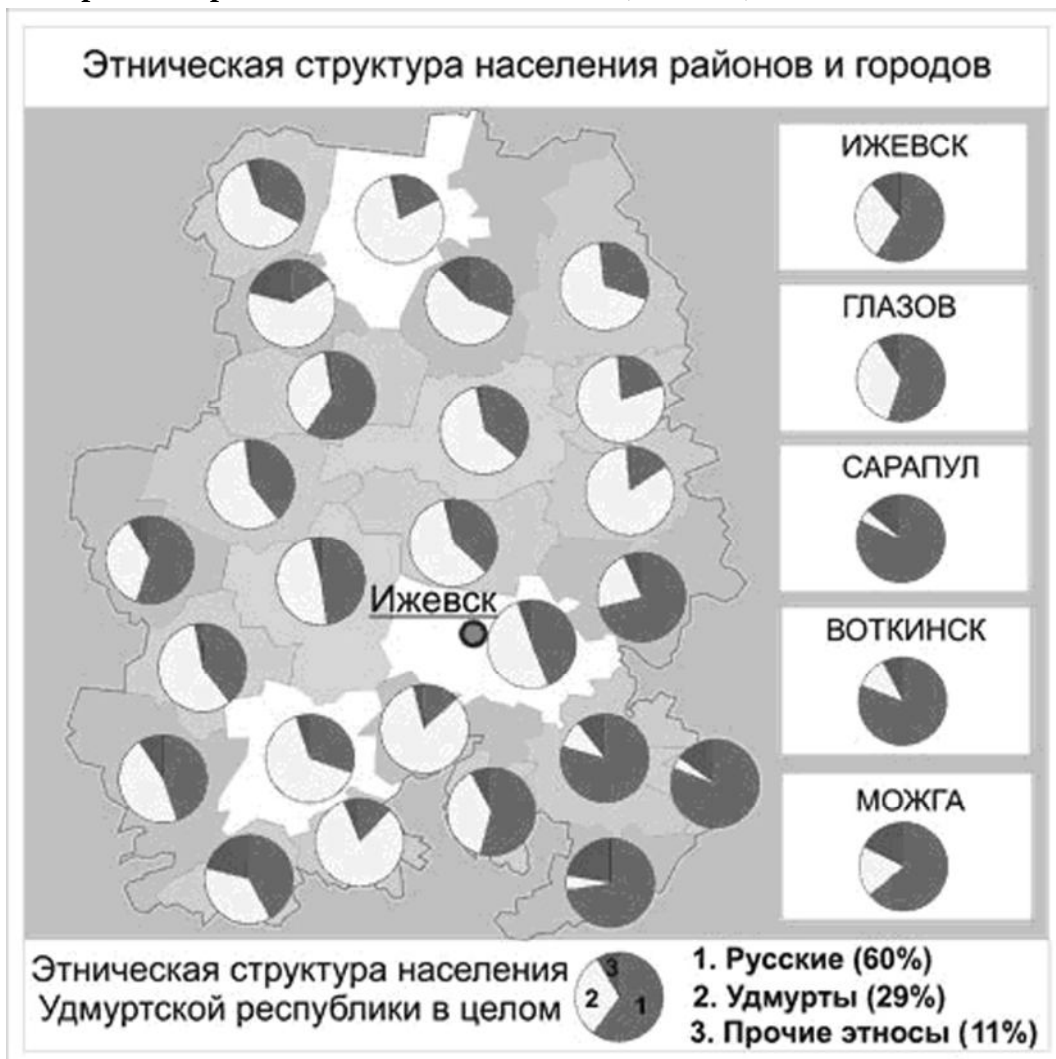 Этническая структура населения районов и городов
ИЖЕВСК
ГЛАЗОВ
САРАПУЛ
Ижевск
ВОТКИНСК
МОЖГА
Этническая структура населения
Удмуртской республики в целом
3
2
1
1. Русские (60%)
2. Удмурты (29%)
3. Прочие этносы (11%)